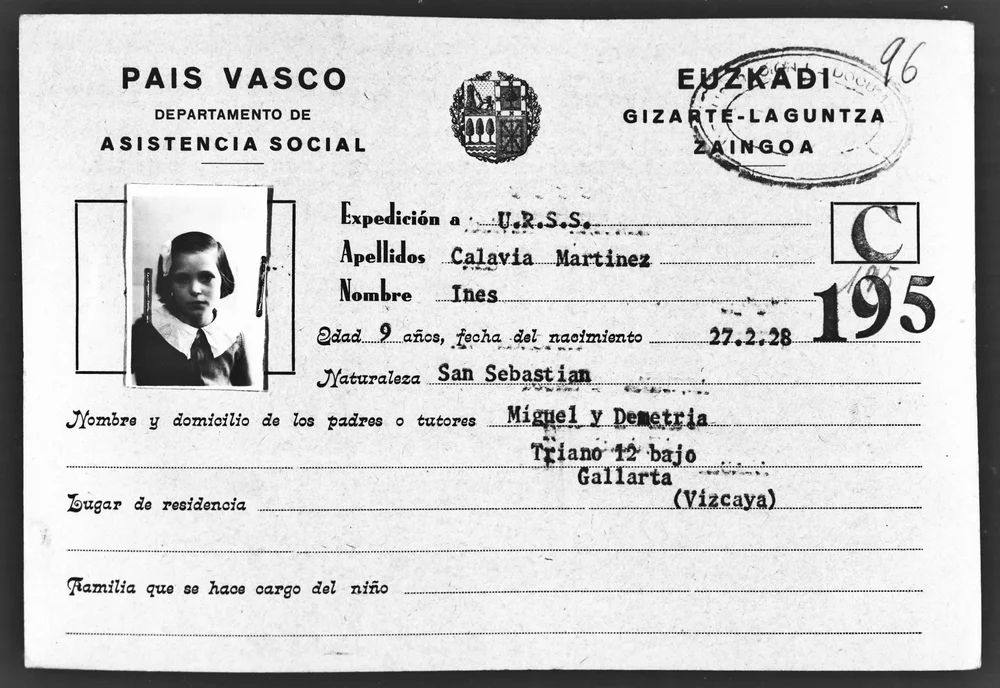 PAIS VASCO
DEPARTAMENTO DE
ASISTENCIA SOCIAL
EUZKADI
GIZARTE-LAGUNTZA
ZAINGOA
96
Expedición a U.R.S.S.
C
Apellidos Calavia Martinez
Nombre Ines
195
195
Edad 9 años, fecha del nacimiento 27.2.28
Naturaleza San Sebastian
Nombre y domicilio de los padres o tutores Miguel y Demetria
Triano 12 bajo
Gallarta
(Vizcaya)
Lugar de residencia
Familia que se hace cargo del niño